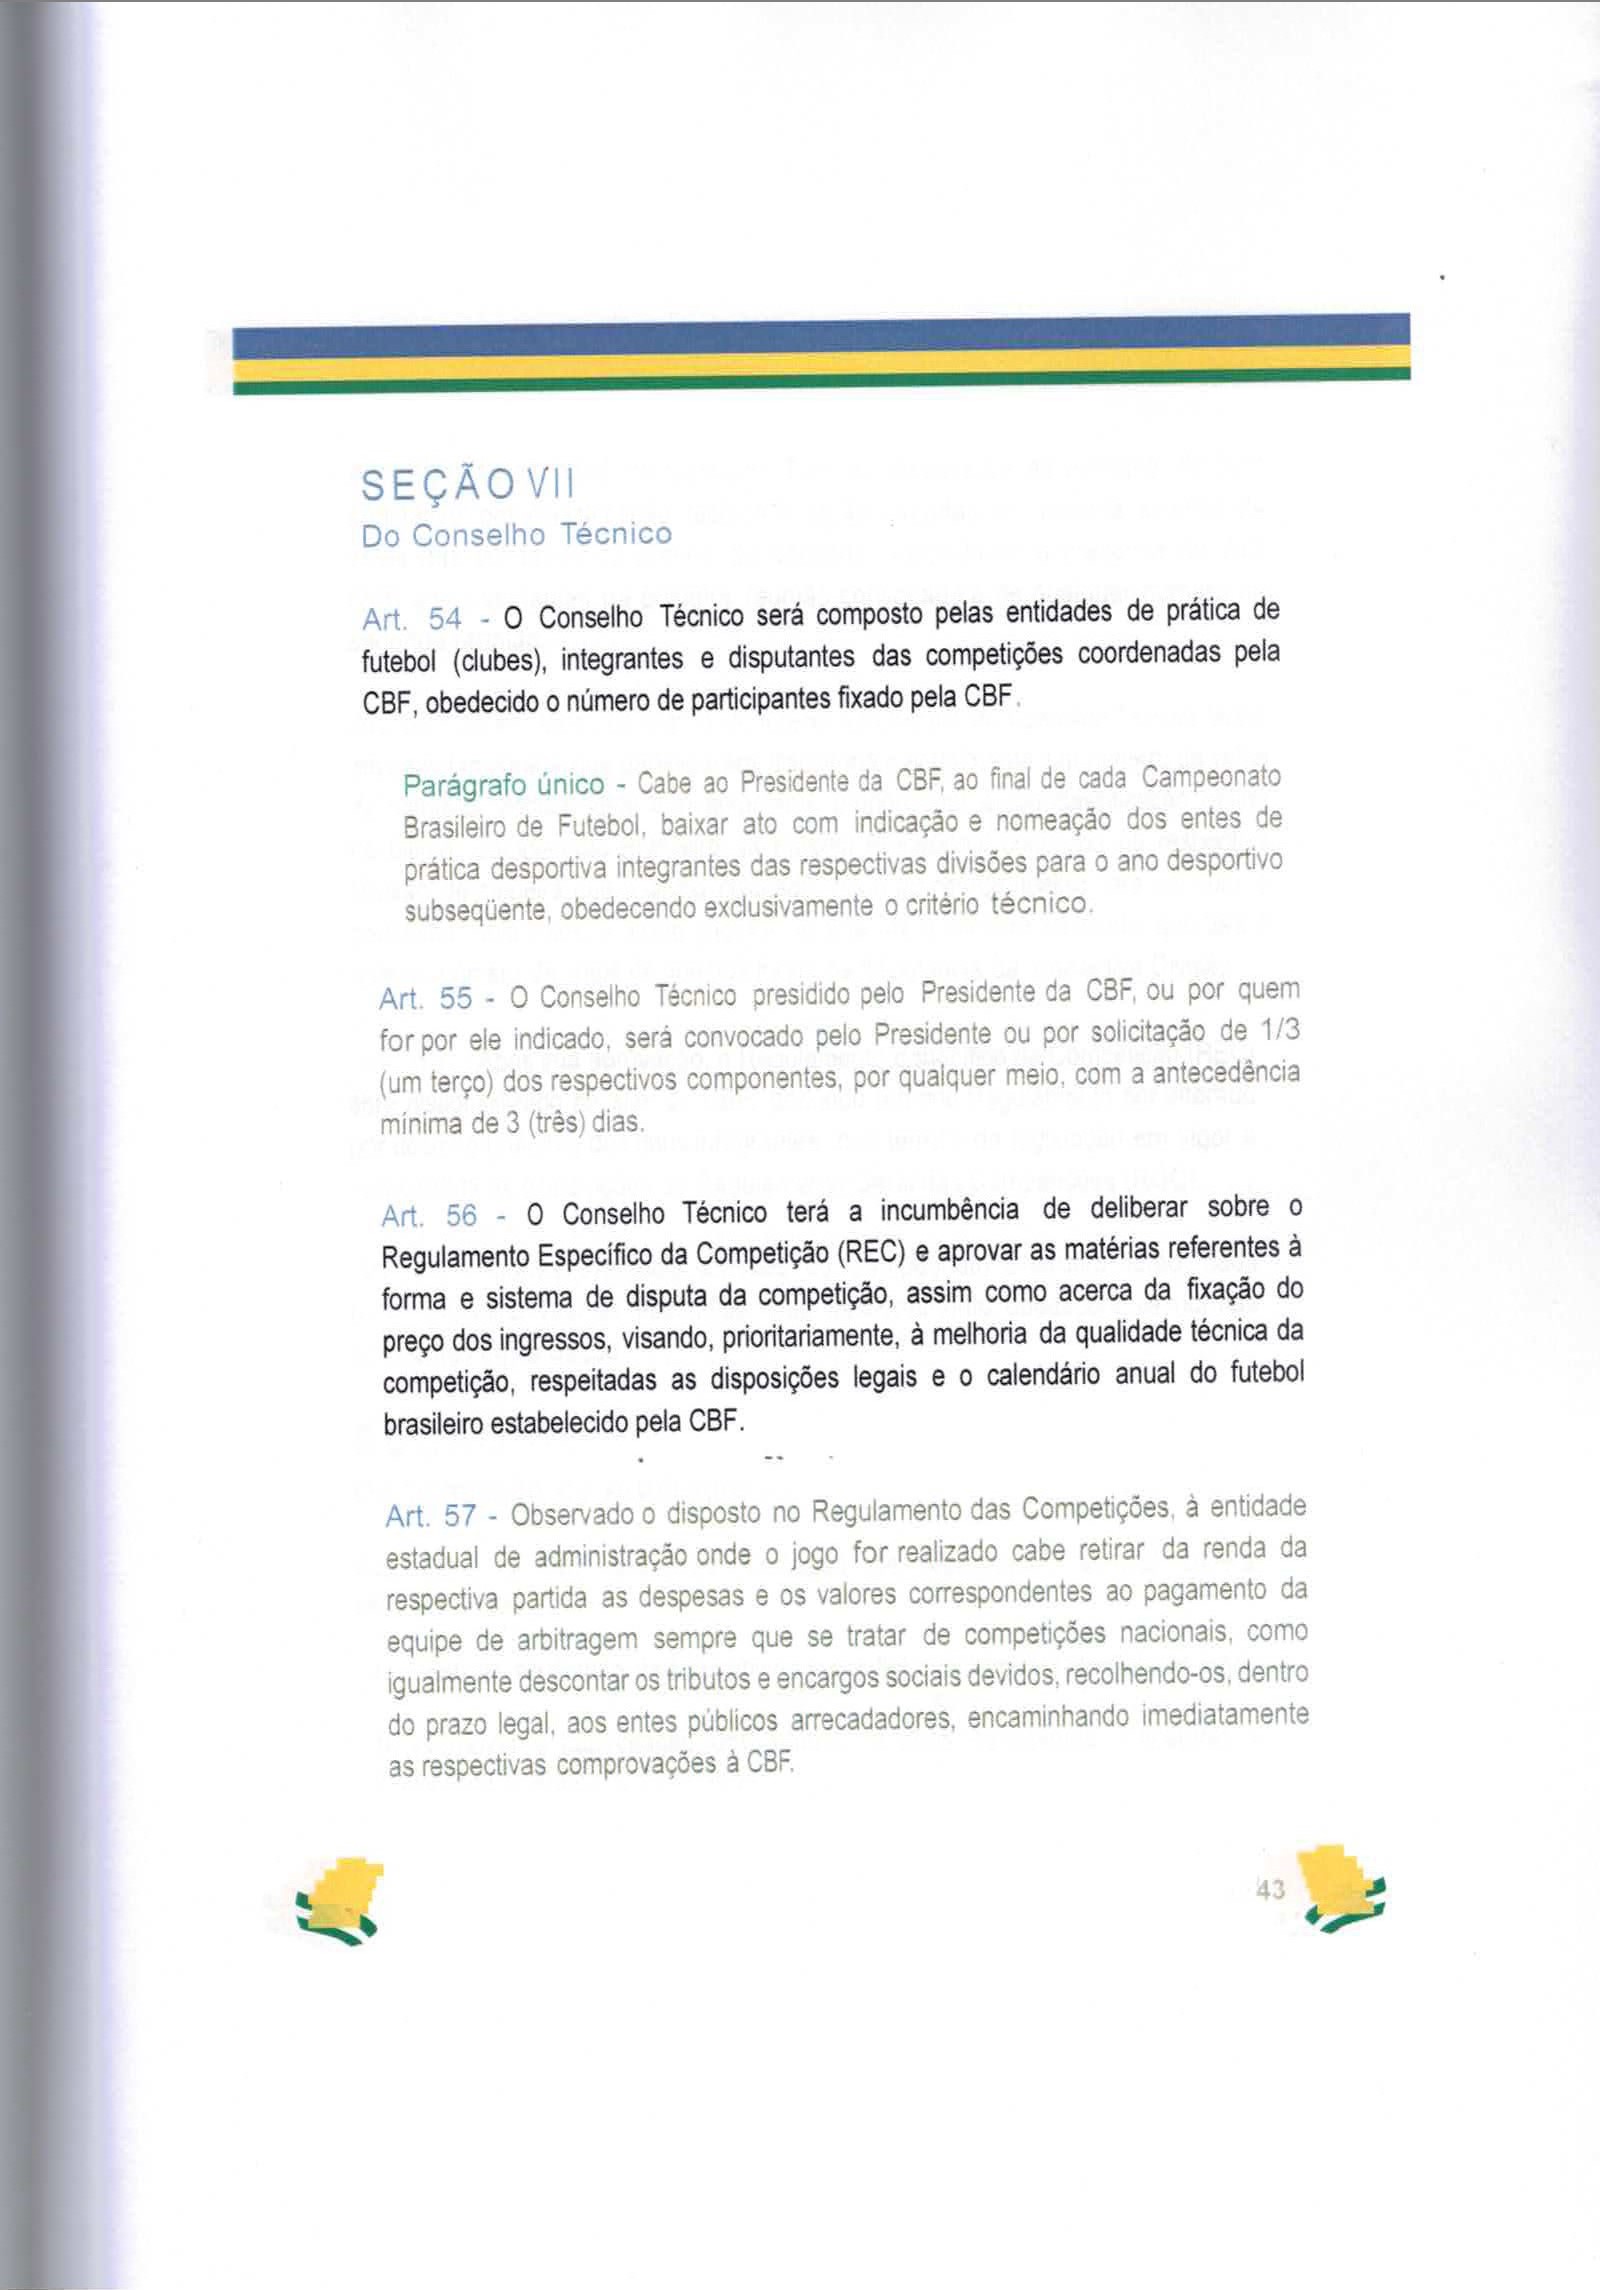 SEÇÃO VII
Do Conselho Técnico
Art. 54 - O Conselho Técnico será composto pelas entidades de prática de
futebol (clubes), integrantes e disputantes das competições coordenadas pela
CBF, obedecido o número de participantes fixado pela CBF.
Parágrafo único - Cabe ao Presidente da CBF, ao final de cada Campeonato
Brasileiro de Futebol, baixar ato com indicação e nomeação dos entes de
prática desportiva integrantes das respectivas divisões para o ano desportivo
subseqüente, obedecendo exclusivamente o critério técnico.
Art. 55 - O Conselho Técnico presidido pelo Presidente da CBF, ou por quem
for por ele indicado, será convocado pelo Presidente ou por solicitação de 1/3
(um terço) dos respectivos componentes, por qualquer meio, com a antecedência
mínima de 3 (três) dias.
Art. 56 - O Conselho Técnico terá a incumbência de deliberar sobre o
Regulamento Específico da Competição (REC) e aprovar as matérias referentes à
forma e sistema de disputa da competição, assim como acerca da fixação do
preço dos ingressos, visando, prioritariamente, à melhoria da qualidade técnica da
competição, respeitadas as disposições legais e o calendário anual do futebol
brasileiro estabelecido pela CBF.
Art. 57 - Observado o disposto no Regulamento das Competições, à entidade
estadual de administração onde o jogo for realizado cabe retirar da renda da
respectiva partida as despesas e os valores correspondentes ao pagamento da
equipe de arbitragem sempre que se tratar de competições nacionais, como
igualmente descontar os tributos e encargos sociais devidos, recolhendo-os, dentro
do prazo legal, aos entes públicos arrecadadores, encaminhando imediatamente
as respectivas comprovações à CBF.
43